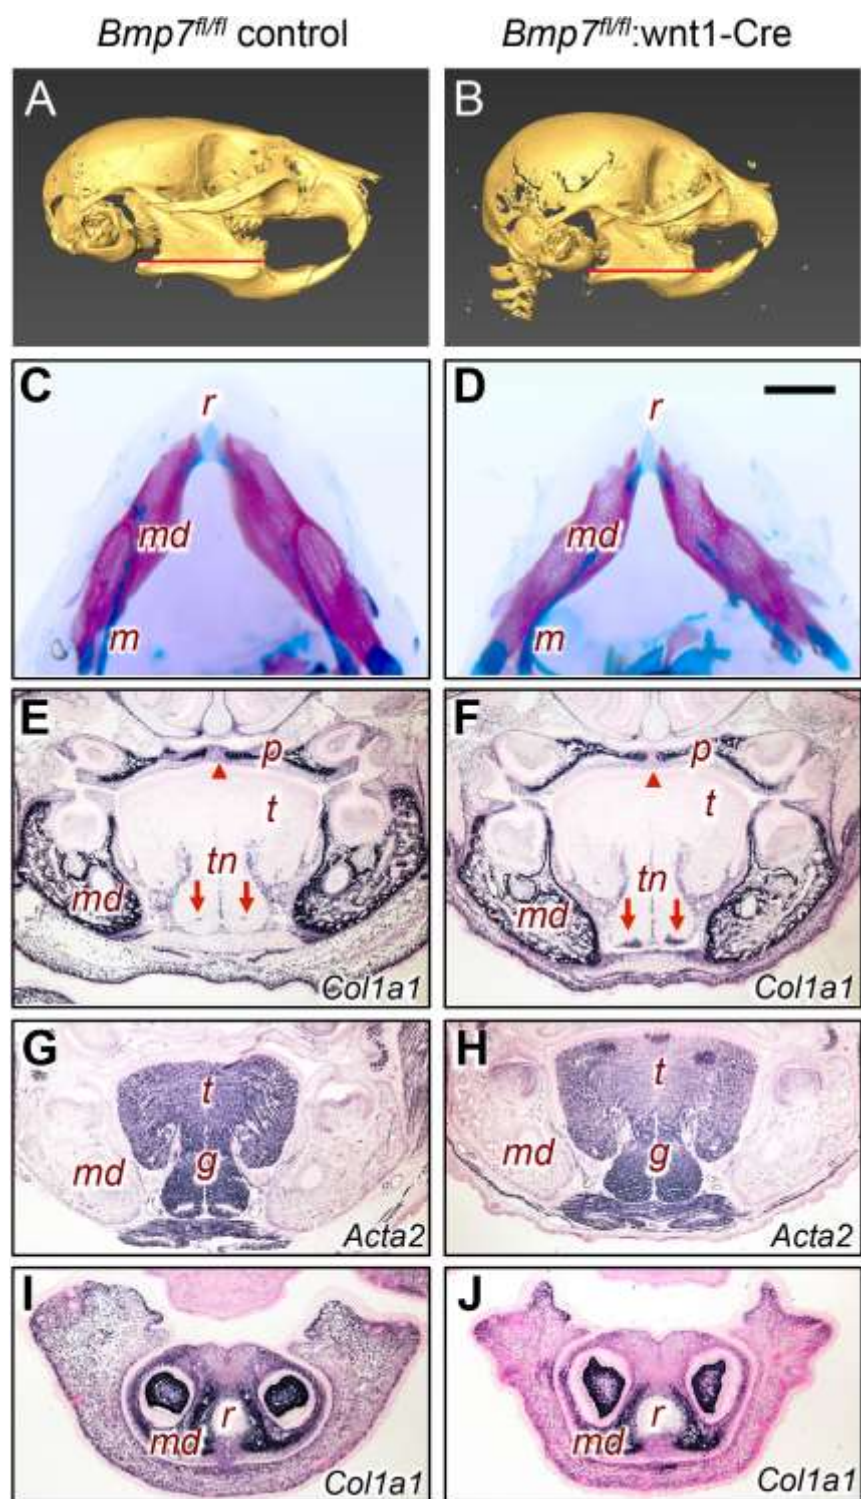 Bmp7fl/fl control
Bmp7fl/fl:wnt1-Cre
A
B
C
r
md
m
D
r
md
m
E
p
t
tn
md
Col1a1
F
p
t
tn
md
Col1a1
G
t
g
md
Acta2
H
t
g
md
Acta2
I
r
md
Col1a1
J
r
md
Col1a1